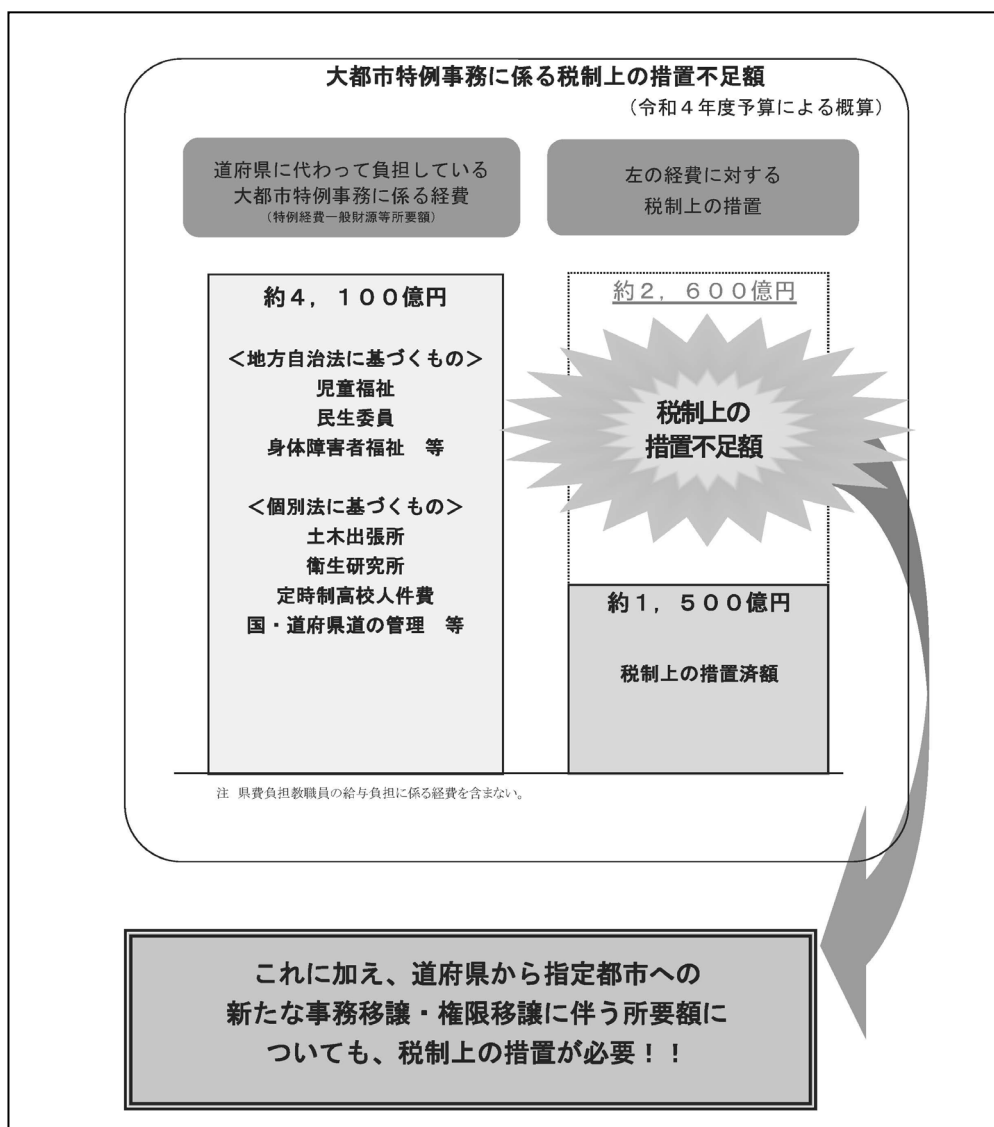 大都市特例事務に係る税制上の措置不足額
（令和４年度予算による概算）
道府県に代わって負担している
大都市特例事務に係る経費
（特例経費一般財源等所要額）
左の経費に対する
税制上の措置
約４，１００億円
＜地方自治法に基づくもの＞
児童福祉
民生委員
身体障害者福祉　等
＜個別法に基づくもの＞
土木出張所
衛生研究所
定時制高校人件費
国・道府県道の管理　等
約２，６００億円
税制上の
措置不足額
約１，５００億円
税制上の措置済額
注　県費負担教職員の給与負担に係る経費を含まない。
これに加え、道府県から指定都市への
新たな事務移譲・権限移譲に伴う所要額に
ついても、税制上の措置が必要！！